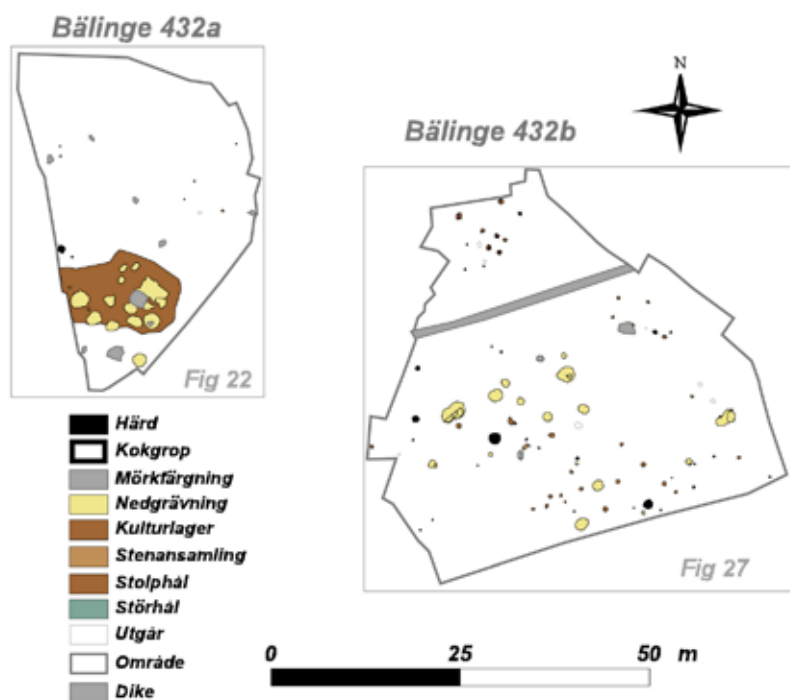 Bälinge 432a
N
Bälinge 432b
Fig 22
Härd
Kokgrop
Mörkfärgning
Nedgrävning
Kulturlager
Stenansamling
Stolphål
Störhål
Utgår
Område
Dike
Fig 27
0 25 50 m